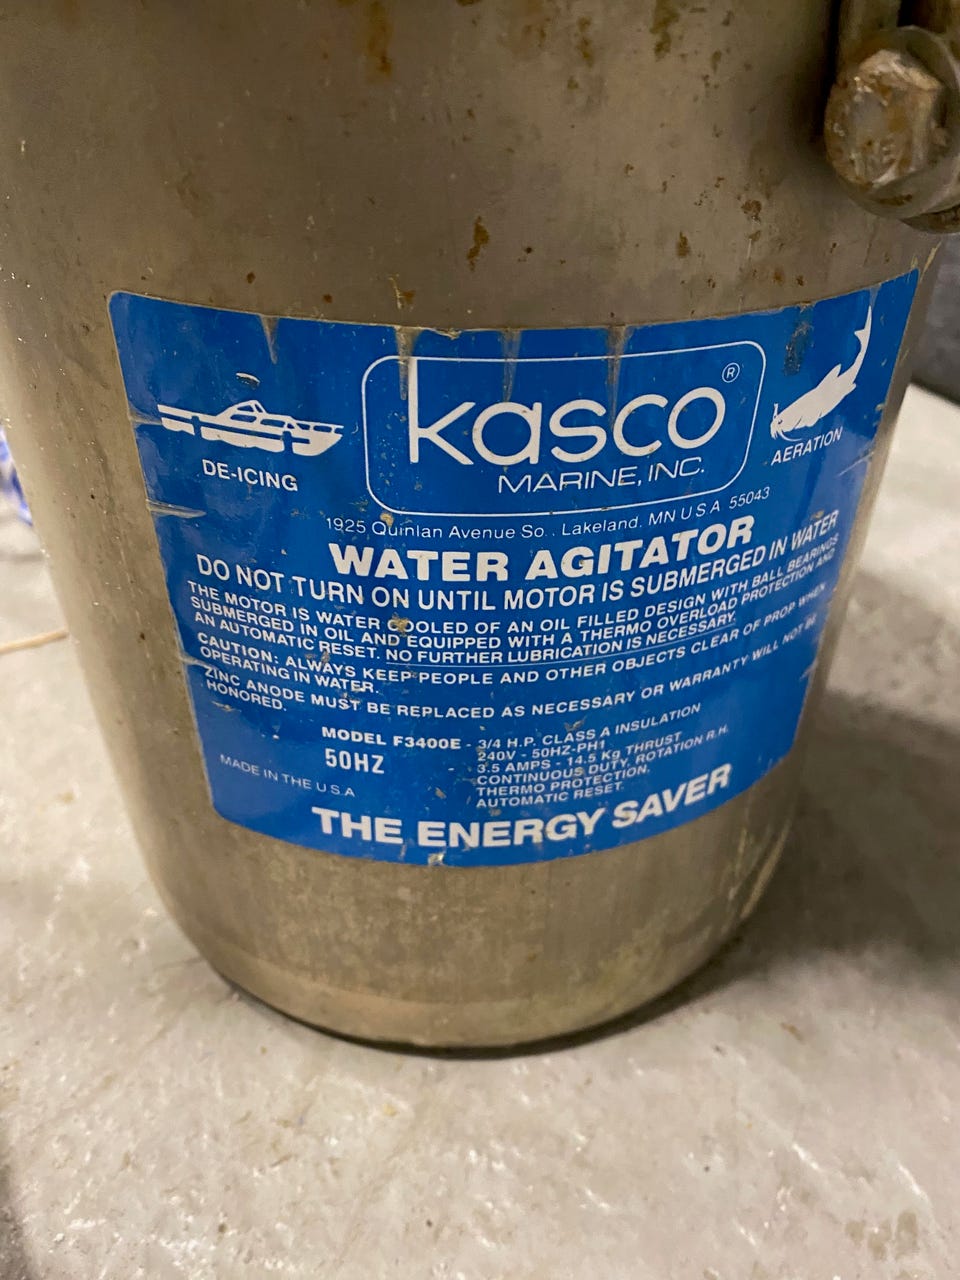 kasco®
MARINE, INC.
DE-ICING
AERATION
1925 Quinlan Avenue So. Lakeland, MN U S A 55043
WATER AGITATOR
DO NOT TURN ON UNTIL MOTOR IS SUBMERGED IN WATER
THE MOTOR IS WATER COOLED OF AN OIL FILLED DESIGN WITH BALL BEARINGS
SUBMERGED IN OIL AND EQUIPPED WITH A THERMO OVERLOAD PROTECTION AND
AN AUTOMATIC RESET. NO FURTHER LUBRICATION IS NECESSARY.
CAUTION: ALWAYS KEEP PEOPLE AND OTHER OBJECTS CLEAR OF PROP WHEN
OPERATING IN WATER.
ZINC ANODE MUST BE REPLACED AS NECESSARY OR WARRANTY WILL NOT BE
HONORED.
MODEL F3400E - 3/4 H.P. CLASS A INSULATION
50HZ
240V - 50HZ-PH1
- 3.5 AMPS - 14.5 Kg THRUST
CONTINUOUS DUTY, ROTATION R.H.
THERMO PROTECTION.
AUTOMATIC RESET.
MADE IN THE U S A
THE ENERGY SAVER